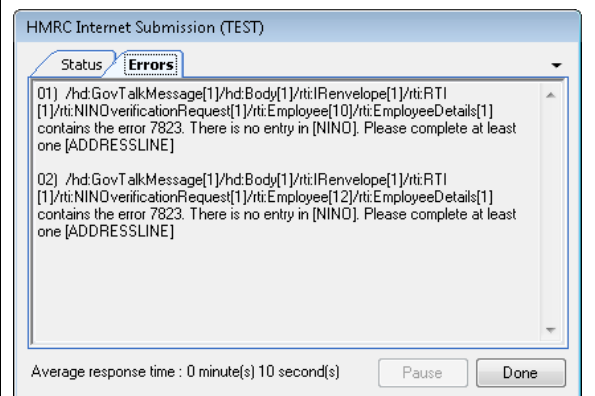 HMRC Internet Submission (TEST)
Status Errors
01) /hd:GovTalkMessage[1]/hd:Body[1]/rti:IRenvelope[1]/rti:RTI
[1]/rti:NINOverificationRequest[1]/rti:Employee[10]/rti:EmployeeDetails[1]
contains the error 7823. There is no entry in [NINO]. Please complete at least
one [ADDRESSLINE]
02) /hd:GovTalkMessage[1]/hd:Body[1]/rti:IRenvelope[1]/rti:RTI
[1]/rti:NINOverificationRequest[1]/rti:Employee[12]/rti:EmployeeDetails[1]
contains the error 7823. There is no entry in [NINO]. Please complete at least
one [ADDRESSLINE]
Average response time : 0 minute(s) 10 second(s) Pause Done